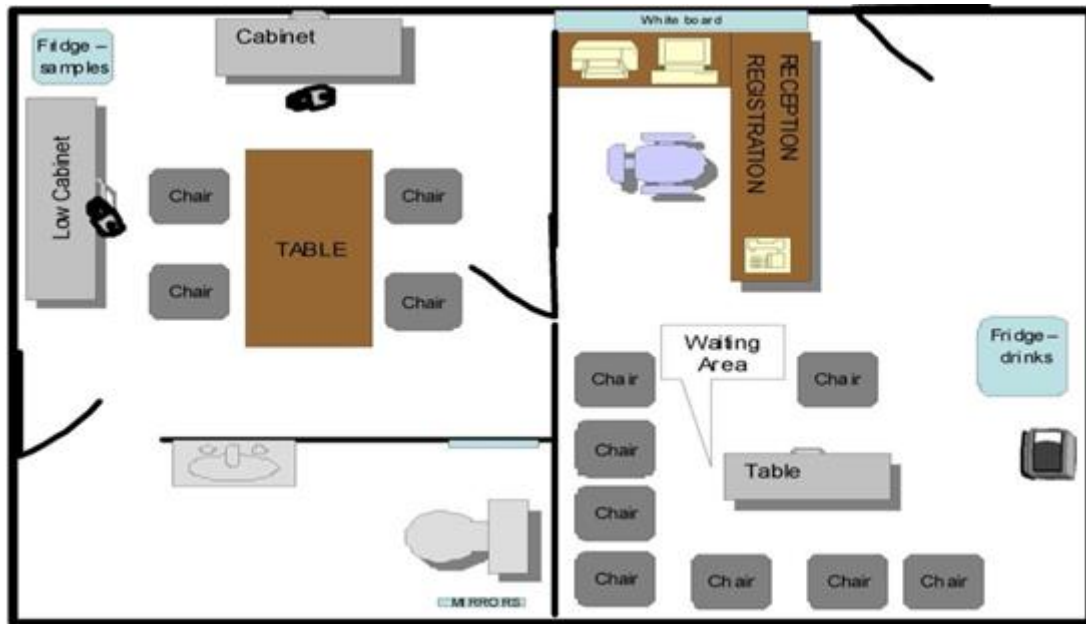 White board
Cabinet
Fridge –
samples
RECEPTION
REGISTRATION
Low Cabinet
Chair
Chair
TABLE
Chair
Chair
Waiting
Area
Fridge –
drinks
Chair
Chair
Chair
Table
Chair
Chair
Chair
Chair
Chair
MIRRORS